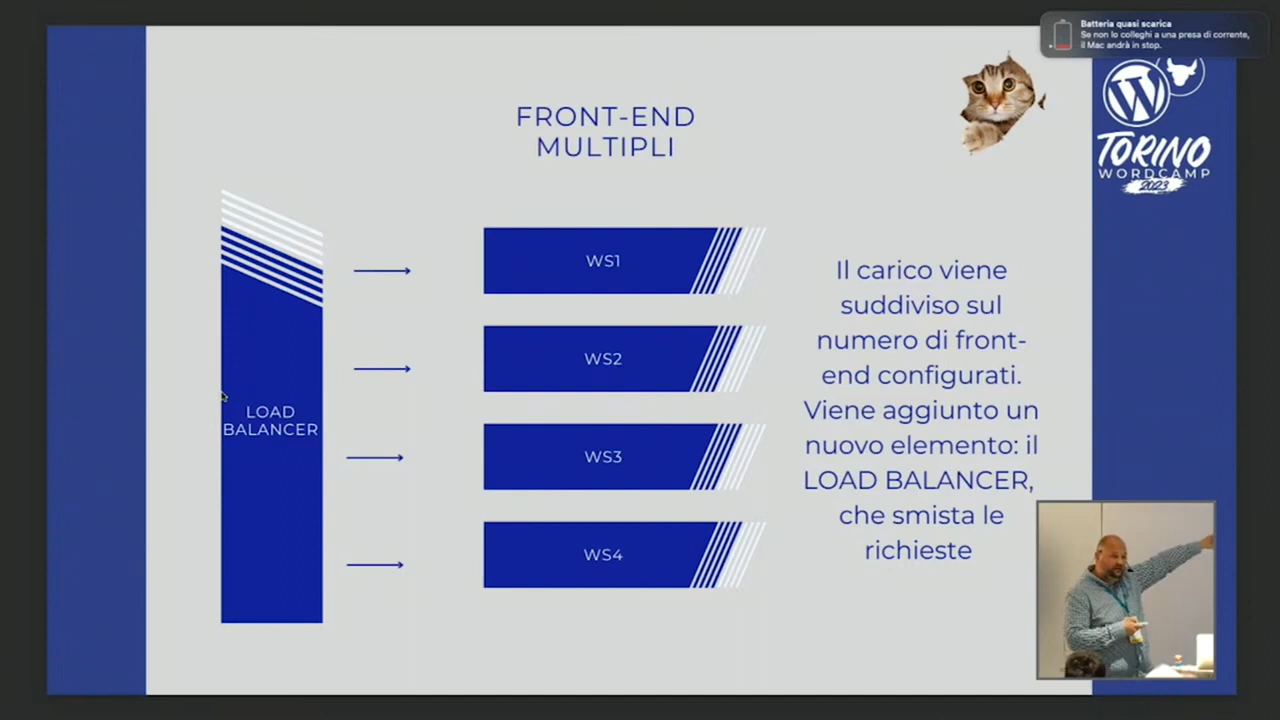 Batteria quasi scarica
Se non lo colleghi a una presa di corrente,
il Mac andrà in stop.
FRONT-END
MULTIPLI
TORINO
WORDCAMP
2023
LOAD
BALANCER
WS1
WS2
WS3
WS4
Il carico viene
suddiviso sul
numero di front-
end configurati.
Viene aggiunto un
nuovo elemento: il
LOAD BALANCER,
che smista le
richieste